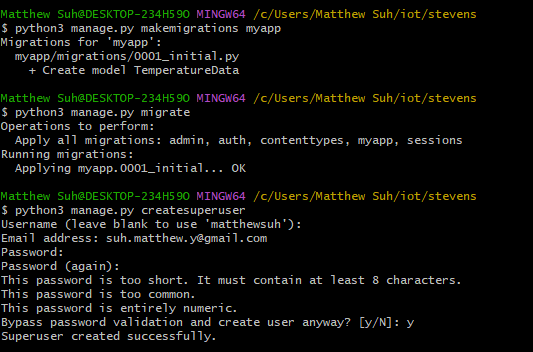 Matthew Suh@DESKTOP-234H59O MINGW64 /c/Users/Matthew Suh/iot/stevens
$ python3 manage.py makemigrations myapp
Migrations for 'myapp':
  myapp/migrations/0001_initial.py
    + Create model TemperatureData

Matthew Suh@DESKTOP-234H59O MINGW64 /c/Users/Matthew Suh/iot/stevens
$ python3 manage.py migrate
Operations to perform:
  Apply all migrations: admin, auth, contenttypes, myapp, sessions
Running migrations:
  Applying myapp.0001_initial... OK

Matthew Suh@DESKTOP-234H59O MINGW64 /c/Users/Matthew Suh/iot/stevens
$ python3 manage.py createsuperuser
Username (leave blank to use 'matthewsuh'):
Email address: suh.matthew.y@gmail.com
Password:
Password (again):
This password is too short. It must contain at least 8 characters.
This password is too common.
This password is entirely numeric.
Bypass password validation and create user anyway? [y/N]: y
Superuser created successfully.